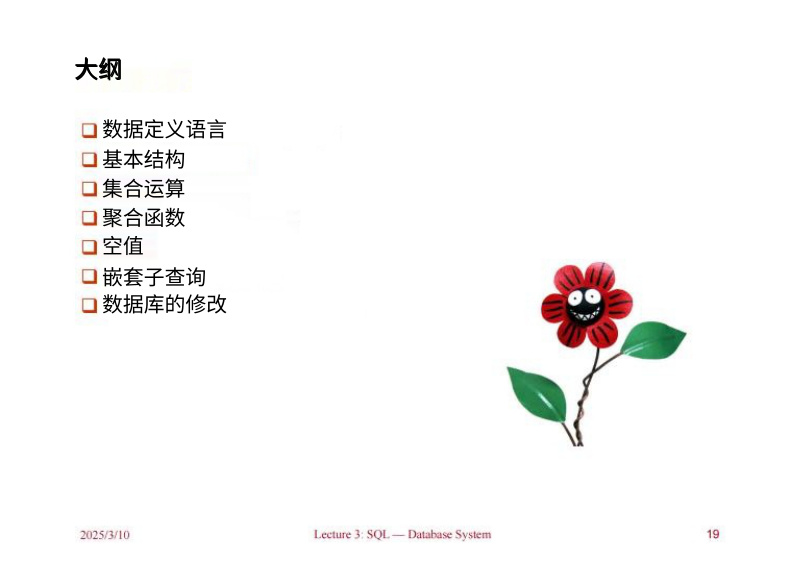 大纲
数据定义语言
基本结构
集合运算
聚合函数
空值
嵌套子查询
数据库的修改
2025/3/10
Lecture 3: SQL — Database System
19